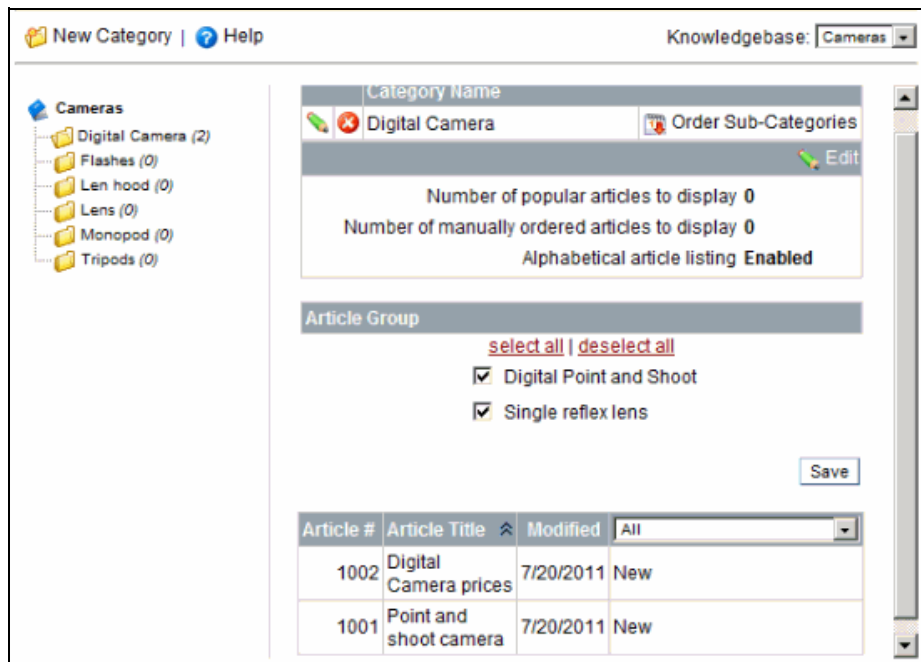 New Category | Help
Knowledgebase: Cameras
Cameras
Digital Camera (2)
Flashes (0)
Len hood (0)
Lens (0)
Monopod (0)
Tripods (0)
Category Name
Digital Camera Order Sub-Categories
Edit
Number of popular articles to display 0
Number of manually ordered articles to display 0
Alphabetical article listing Enabled
Article Group
select all | deselect all
Digital Point and Shoot
Single reflex lens
Save
Article # Article Title Modified All
1002 Digital Camera prices 7/20/2011 New
1001 Point and shoot camera 7/20/2011 New